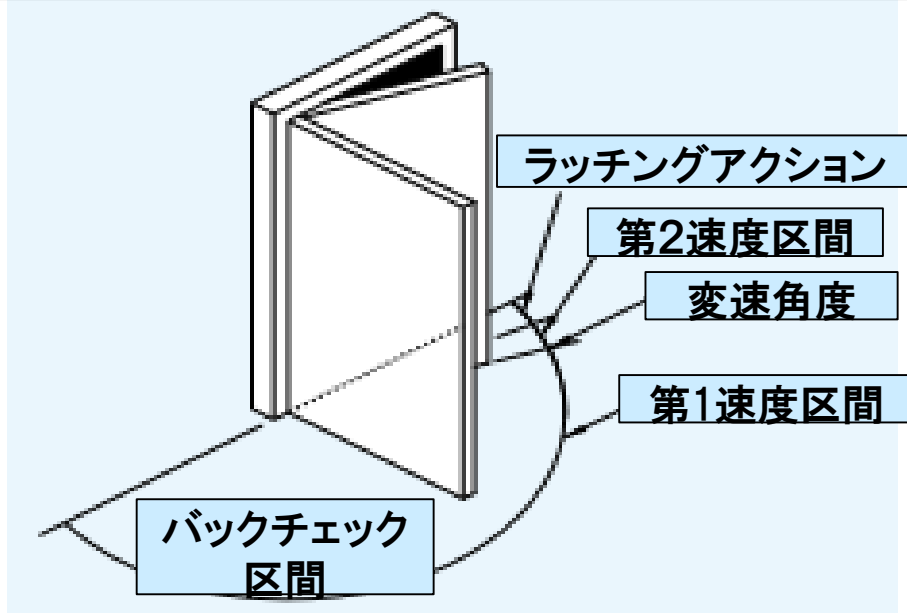 ラッチングアクション
第2速度区間
変速角度
第1速度区間
バックチェック
区間